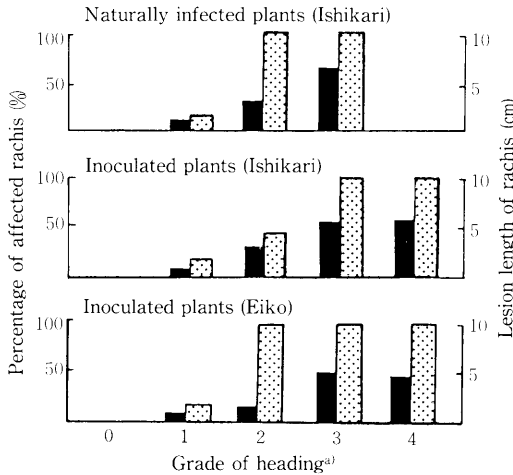 Naturally infected plants (Ishikari)
100
50
10
5
Inoculated plants (Ishikari)
100
50
10
5
Inoculated plants (Eiko)
100
50
10
5
Percentage of affected rachis (%)
Lesion length of rachis (cm)
0 1 2 3 4
Grade of heading a)